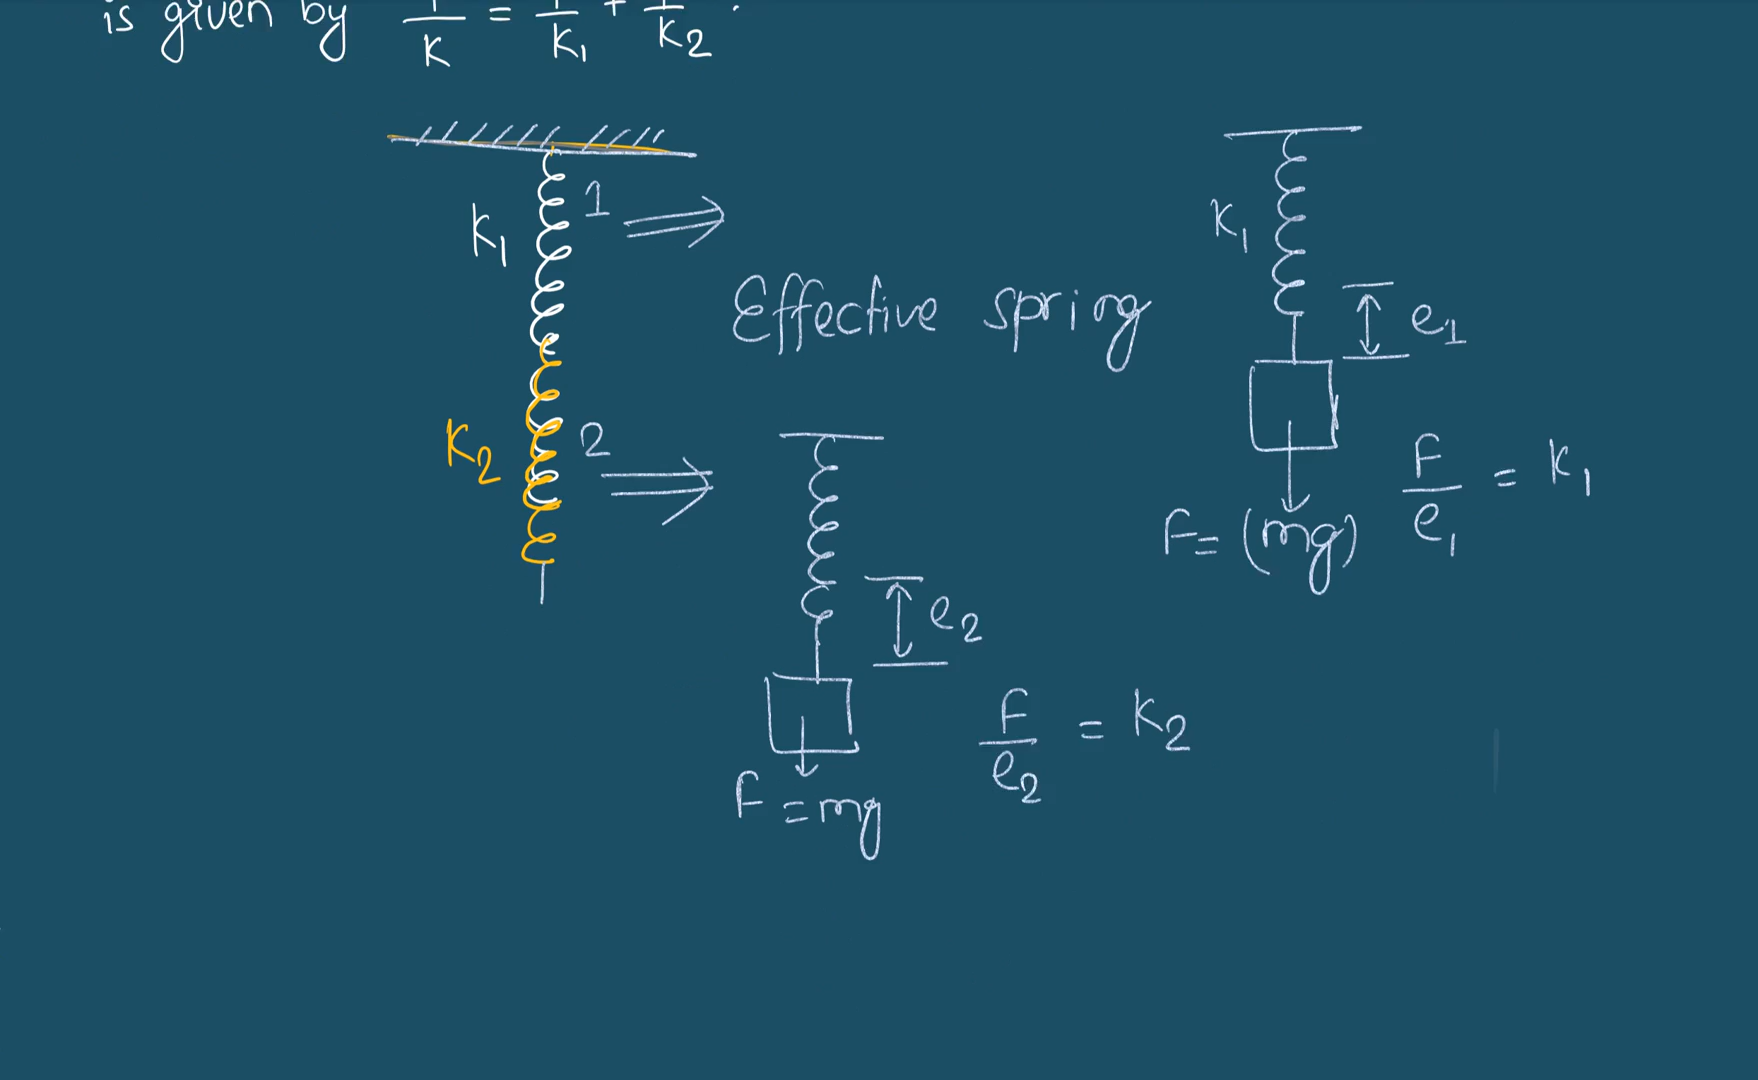 is given by 1/K = 1/K₁ + 1/K₂ .
K₁
1
K₁
Effective spring
e₁
K₂
2
F/e₁ = K₁
F = (mg)
e₂
F/e₂ = K₂
F = mg